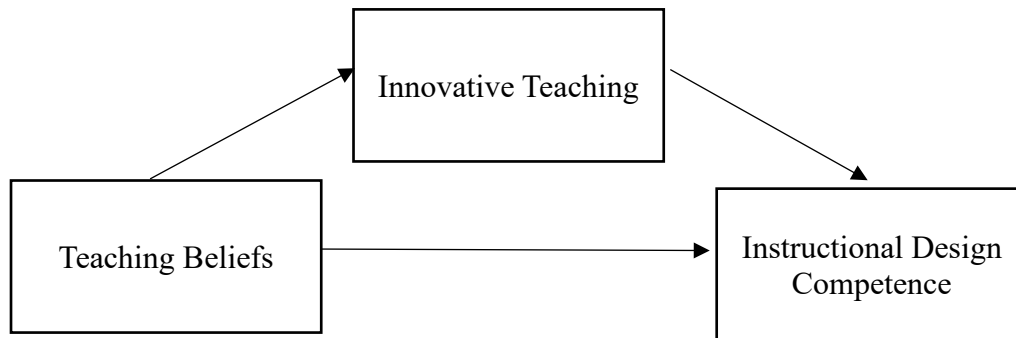 Innovative Teaching
Teaching Beliefs
Instructional Design
Competence